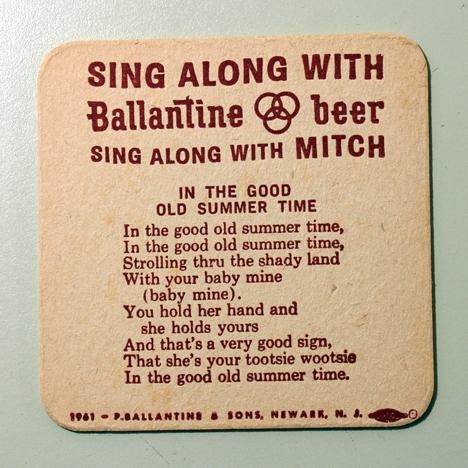 SING ALONG WITH
Ballantine beer
SING ALONG WITH MITCH
IN THE GOOD
OLD SUMMER TIME
In the good old summer time,
In the good old summer time,
Strolling thru the shady land
With your baby mine
(baby mine).
You hold her hand and
she holds yours
And that's a very good sign,
That she's your tootsie wootsie
In the good old summer time.
1961 - P.BALLANTINE & SONS, NEWARK, N. J.